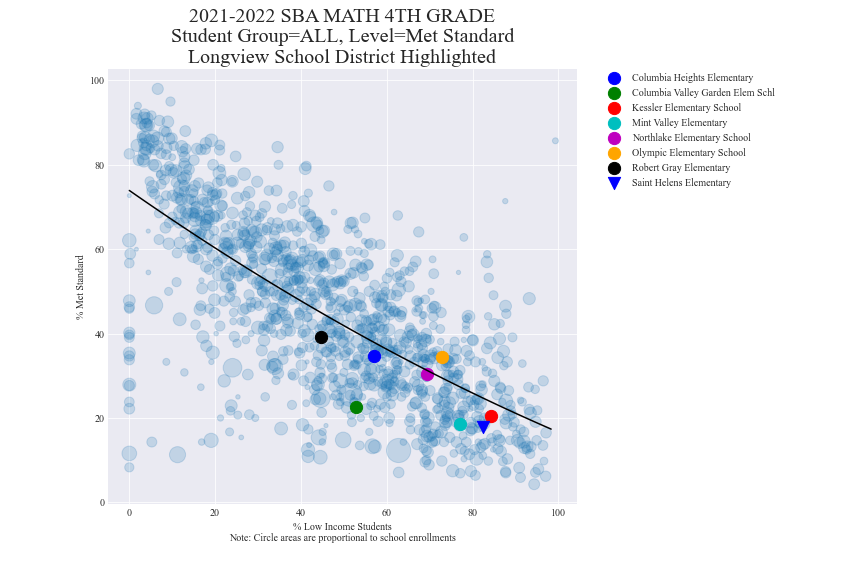 2021-2022 SBA MATH 4TH GRADE
Student Group=ALL, Level=Met Standard
Longview School District Highlighted
100
80
60
40
20
0
% Met Standard
0 20 40 60 80 100
% Low Income Students
Note: Circle areas are proportional to school enrollments
Columbia Heights Elementary
Columbia Valley Garden Elem Schl
Kessler Elementary School
Mint Valley Elementary
Northlake Elementary School
Olympic Elementary School
Robert Gray Elementary
Saint Helens Elementary